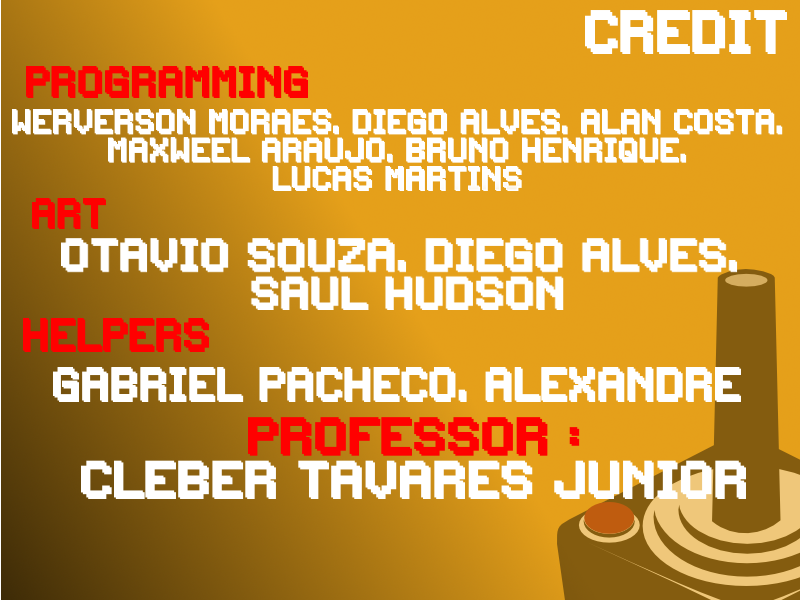 CREDIT
PROGRAMMING
WERVERSON MORAES, DIEGO ALVES, ALAN COSTA,
MAXWEEL ARAUJO, BRUNO HENRIQUE,
LUCAS MARTINS
ART
OTAVIO SOUZA, DIEGO ALVES,
SAUL HUDSON
HELPERS
GABRIEL PACHECO, ALEXANDRE
PROFESSOR :
CLEBER TAVARES JUNIOR